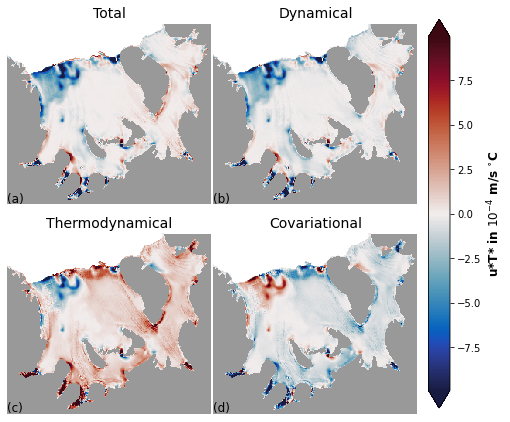 Total
Dynamical
(a)
(b)
Thermodynamical
Covariational
(c)
(d)
7.5
5.0
2.5
0.0
−2.5
−5.0
−7.5
u*T* in 10⁻⁴ m/s °C